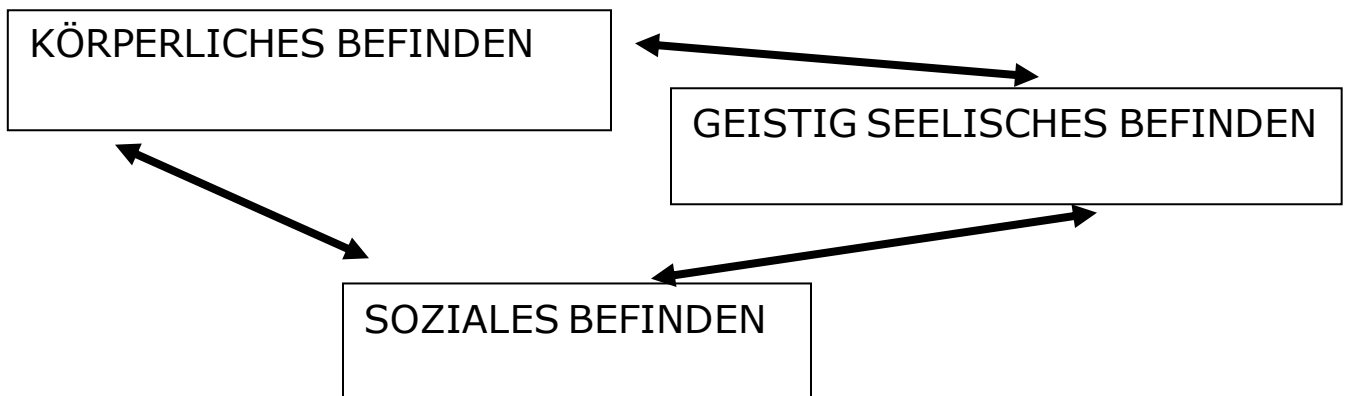 KÖRPERLICHES BEFINDEN
GEISTIG SEELISCHES BEFINDEN
SOZIALES BEFINDEN